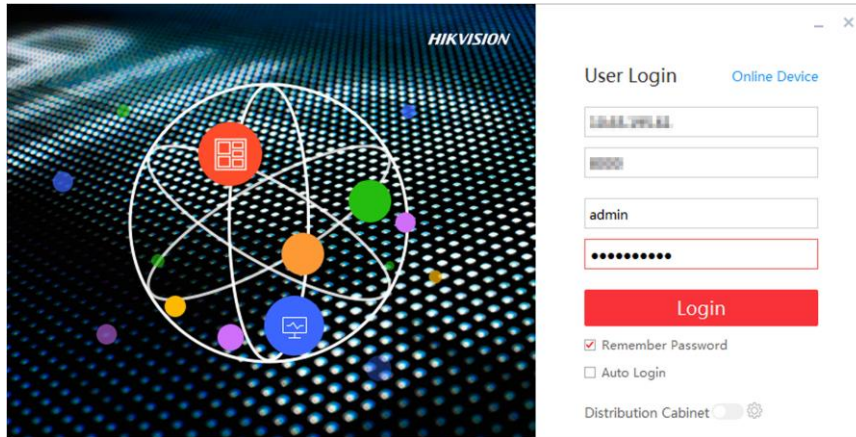 HIKVISION
User Login
Online Device
admin
Login
Remember Password
Auto Login
Distribution Cabinet